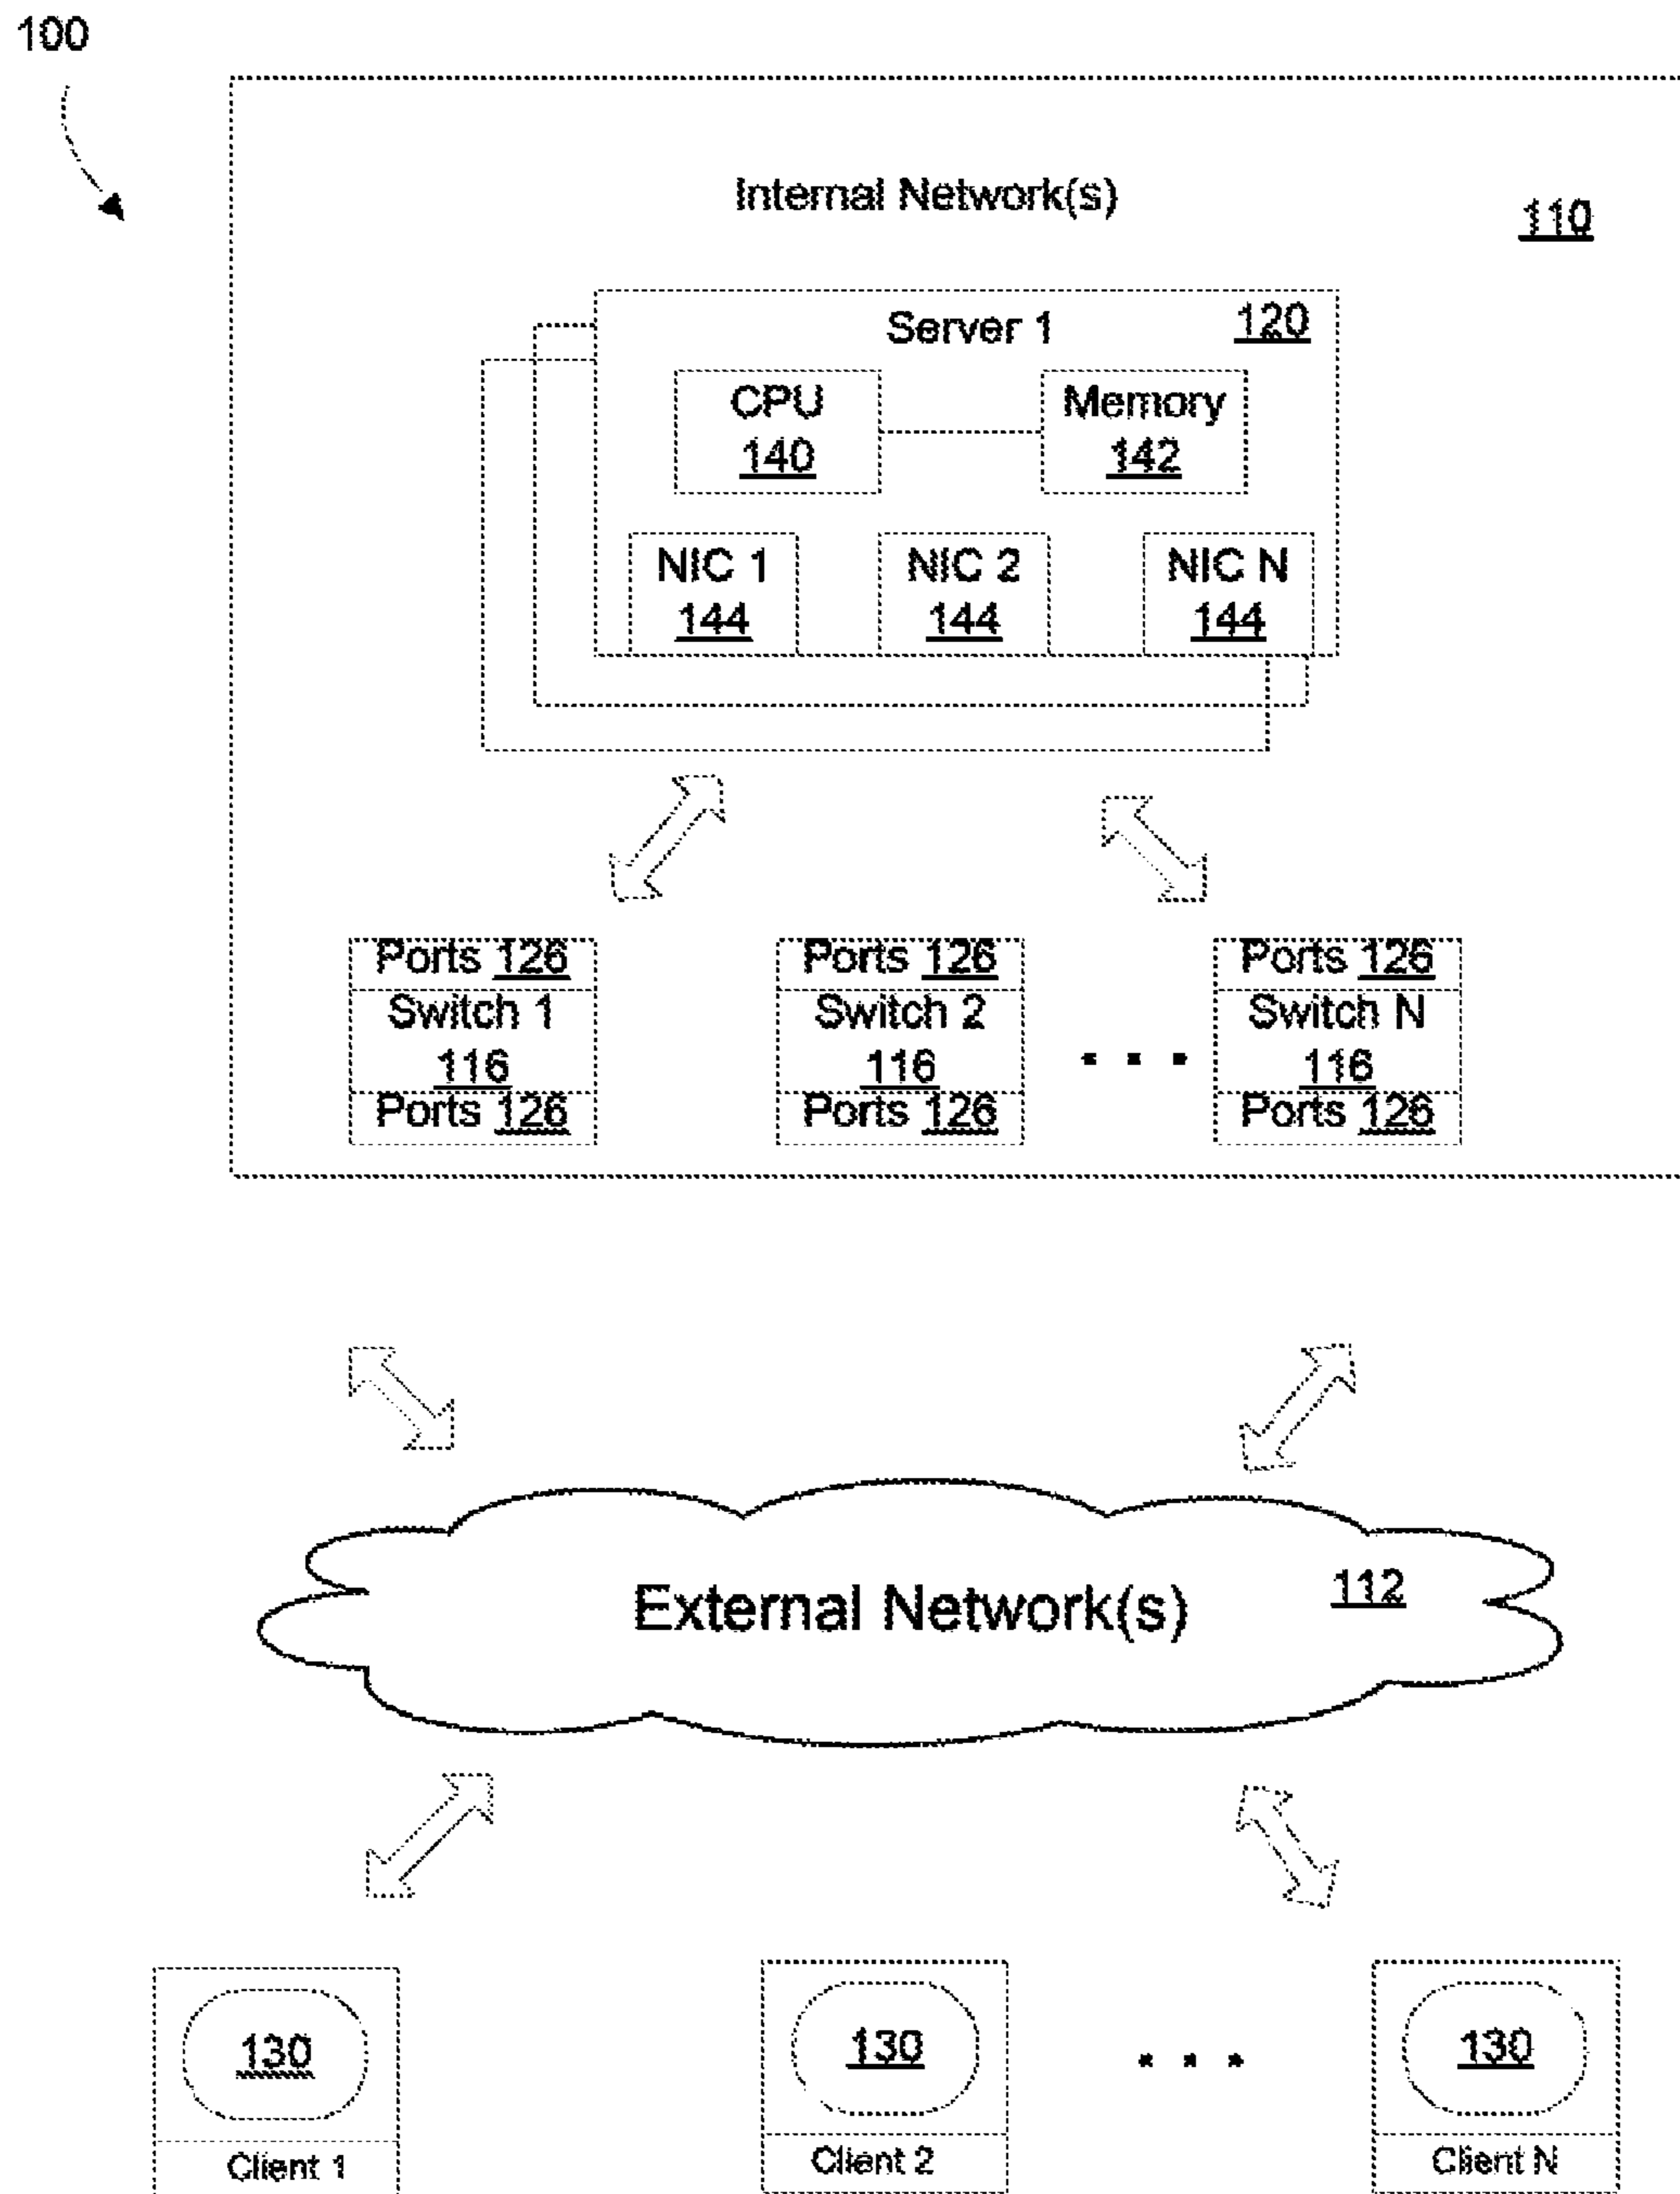 100
Internal Network(s)
110
Server 1
120
CPU
140
Memory
142
NIC 1
144
NIC 2
144
NIC N
144
Ports 126
Switch 1
116
Ports 126
Ports 126
Switch 2
116
Ports 126
. . .
Ports 126
Switch N
116
Ports 126
External Network(s)
112
130
Client 1
130
Client 2
. . .
130
Client N